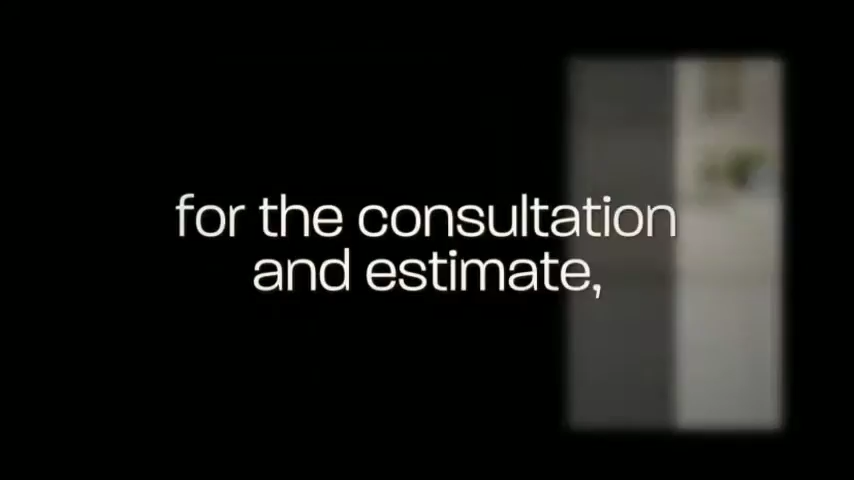 for the consultation
and estimate,